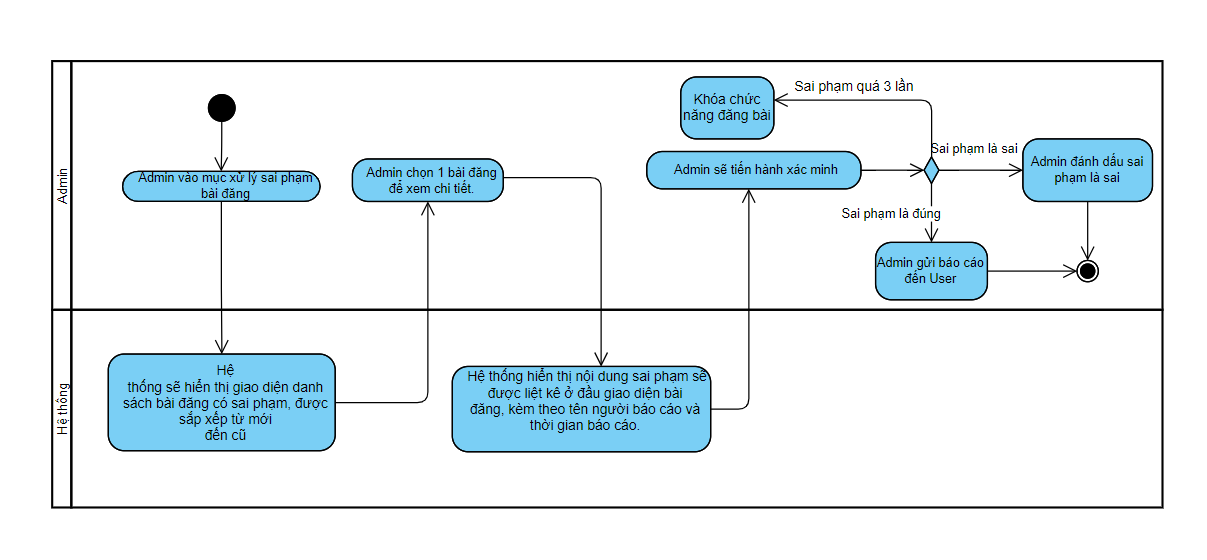 Admin
Admin vào mục xử lý sai phạm
bài đăng
Admin chọn 1 bài đăng
để xem chi tiết.
Khóa chức
năng đăng bài
Sai phạm quá 3 lần
Admin sẽ tiến hành xác minh
Sai phạm là sai
Admin đánh dấu sai
phạm là sai
Sai phạm là đúng
Admin gửi báo cáo
đến User
Hệ thống
Hệ
thống sẽ hiển thị giao diện danh
sách bài đăng có sai phạm, được
sắp xếp từ mới
đến cũ
Hệ thống hiển thị nội dung sai phạm sẽ
được liệt kê ở đầu giao diện bài
đăng, kèm theo tên người báo cáo và
thời gian báo cáo.